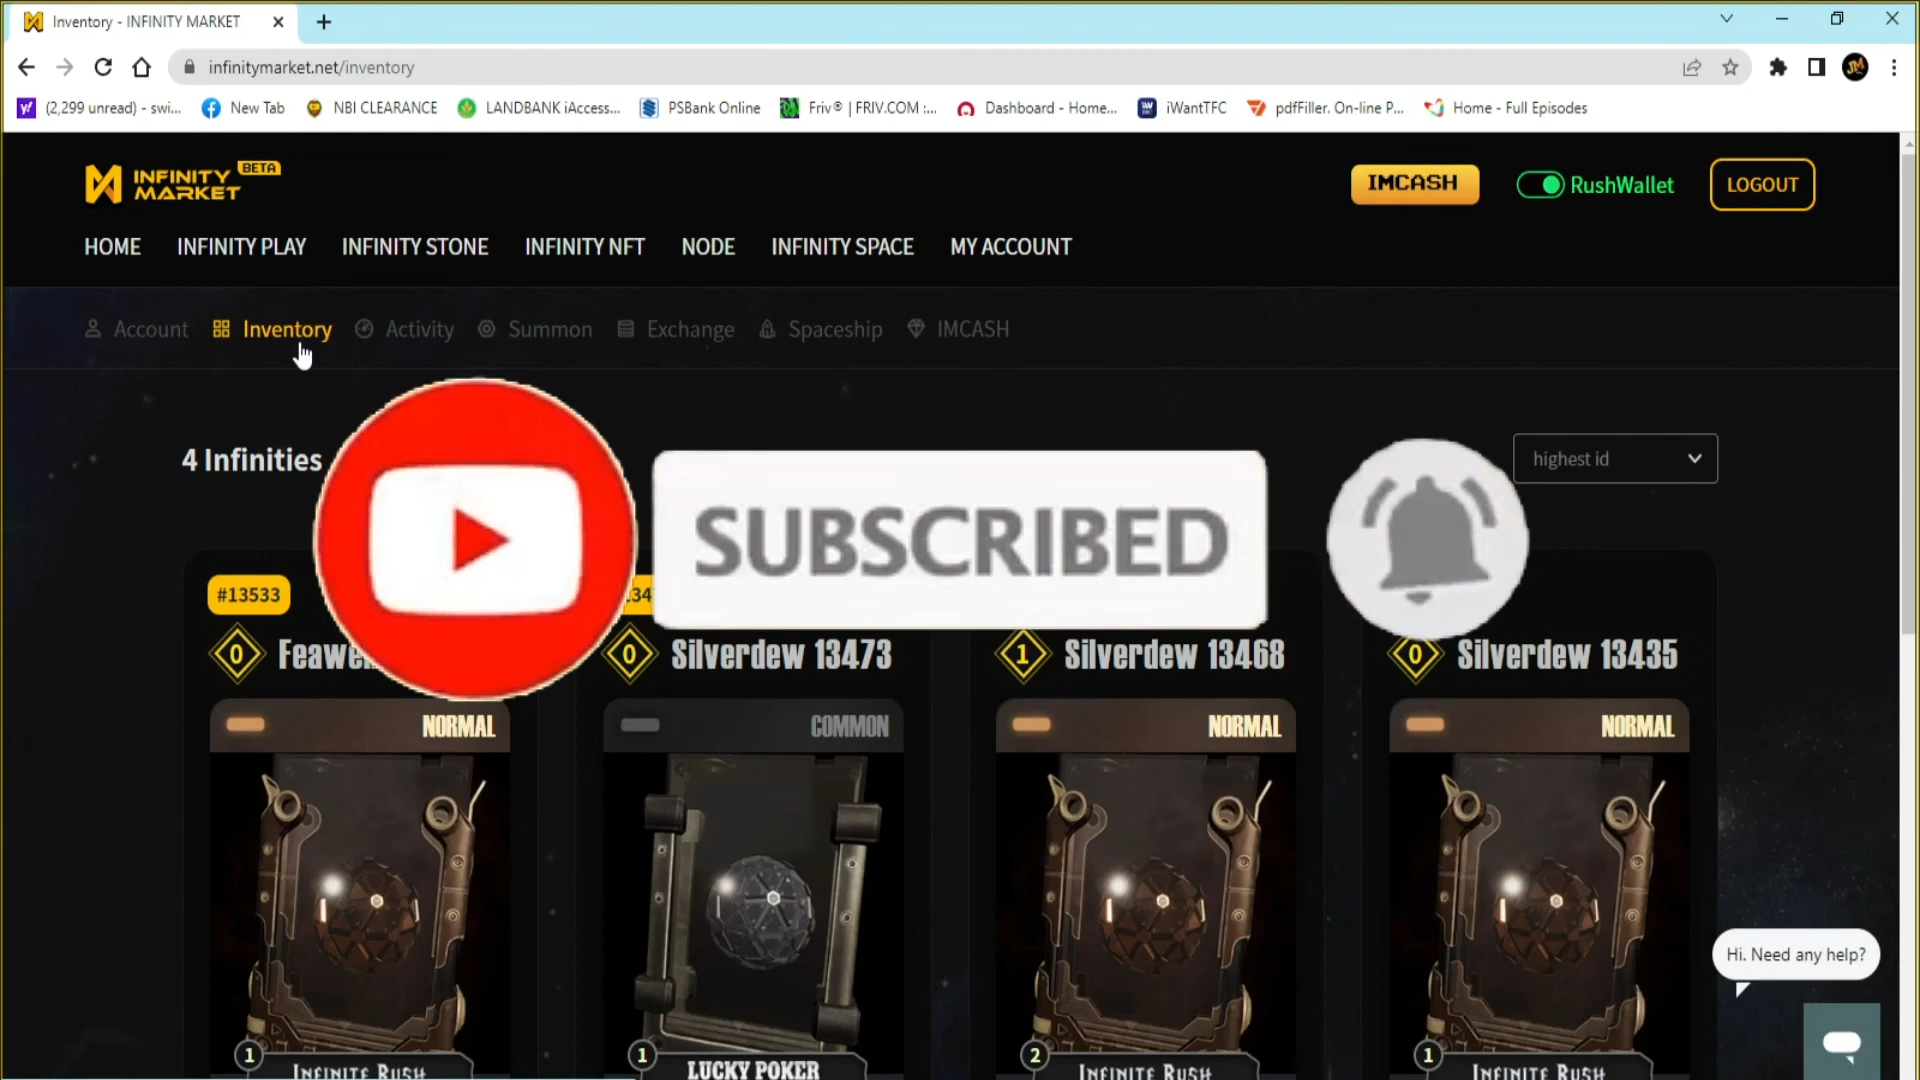 Inventory - INFINITY MARKET
infinitymarket.net/inventory
(2,299 unread) - swi...
New Tab
NBI CLEARANCE
LANDBANK iAccess...
PSBank Online
Friv® | FRIV.COM :...
Dashboard - Home...
iWantTFC
pdfFiller. On-line P...
Home - Full Episodes
INFINITY MARKET BETA
IMCASH
RushWallet
LOGOUT
HOME
INFINITY PLAY
INFINITY STONE
INFINITY NFT
NODE
INFINITY SPACE
MY ACCOUNT
Account
Inventory
Activity
Summon
Exchange
Spaceship
IMCASH
4 Infinities
highest id
SUBSCRIBED
#13533
0
0 Silverdew 13473
1 Silverdew 13468
0 Silverdew 13435
NORMAL
COMMON
NORMAL
NORMAL
Hi. Need any help?
1 INFINITE RUSH
1 LUCKY POKER
2 INFINITE RUSH
1 INFINITE RUSH